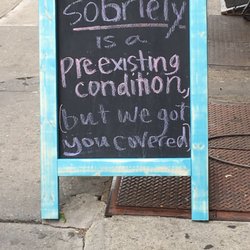 sobriety
is a
preexisting
condition,
(but we got
you covered)